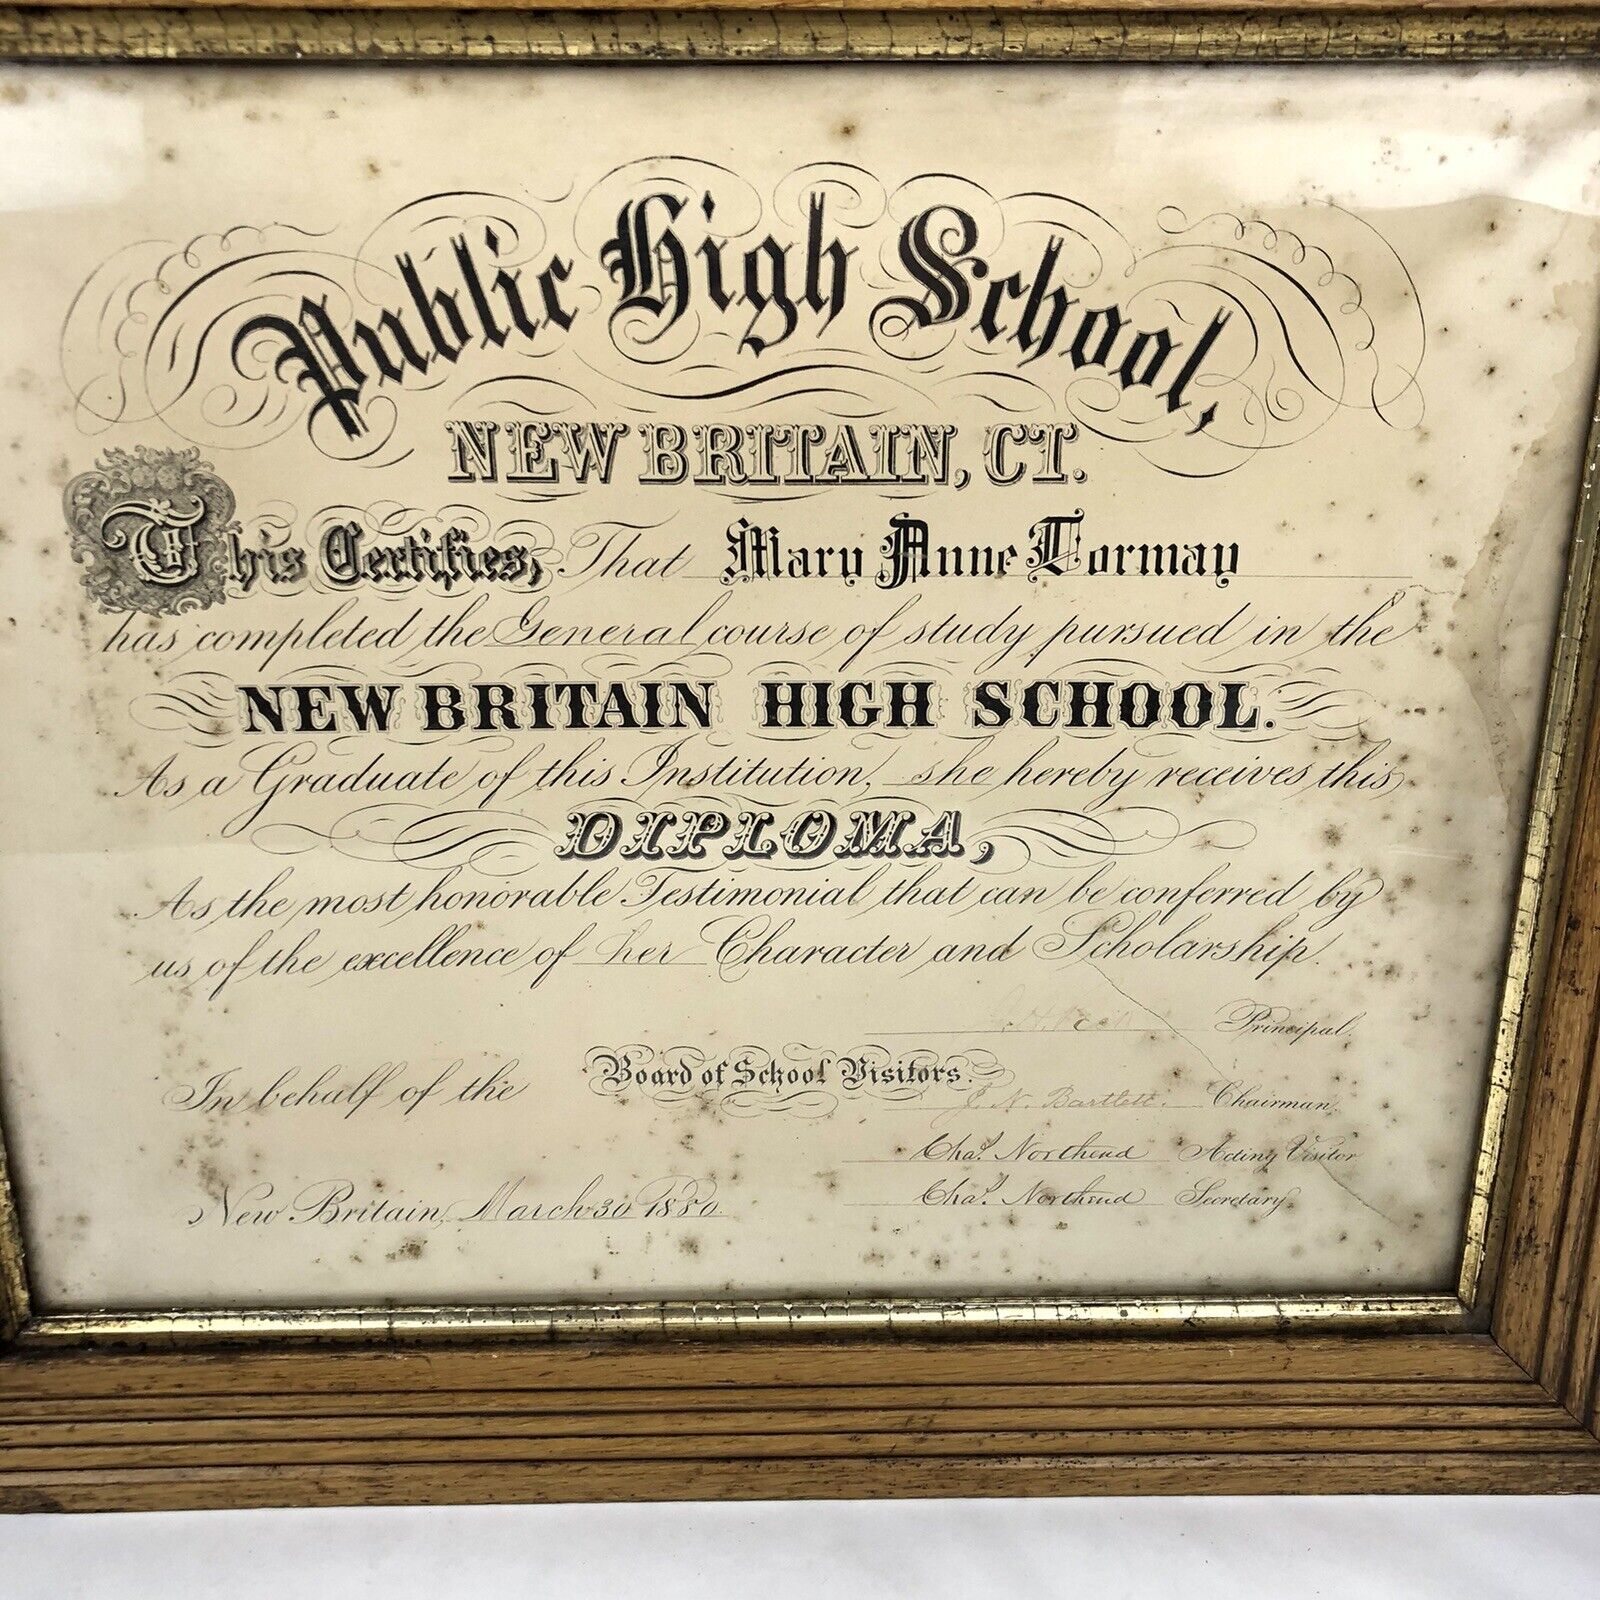 Public High School,
NEW BRITAIN, CT.
This Certifies, That Mary Anne Tormay
has completed the General course of study pursued in the
NEW BRITAIN HIGH SCHOOL.
As a Graduate of this Institution, she hereby receives this
DIPLOMA,
As the most honorable Testimonial that can be conferred by
us of the excellence of her Character and Scholarship.
Principal,
In behalf of the Board of School Visitors.
J. N. Bartlett. Chairman,
Chas. Northend Acting Visitor
New Britain, March 30 1880. Chas. Northend Secretary.